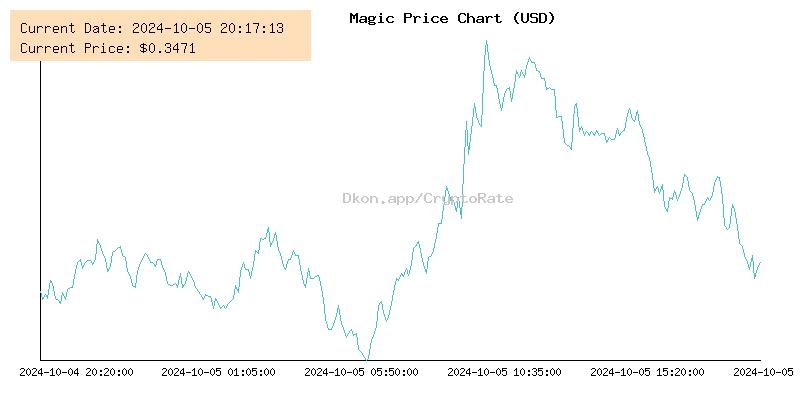 Magic Price Chart (USD)
Current Date: 2024-10-05 20:17:13
Current Price: $0.3471
Dkon.app/CryptoRate
2024-10-04 20:20:00 2024-10-05 01:05:00 2024-10-05 05:50:00 2024-10-05 10:35:00 2024-10-05 15:20:00 2024-10-05